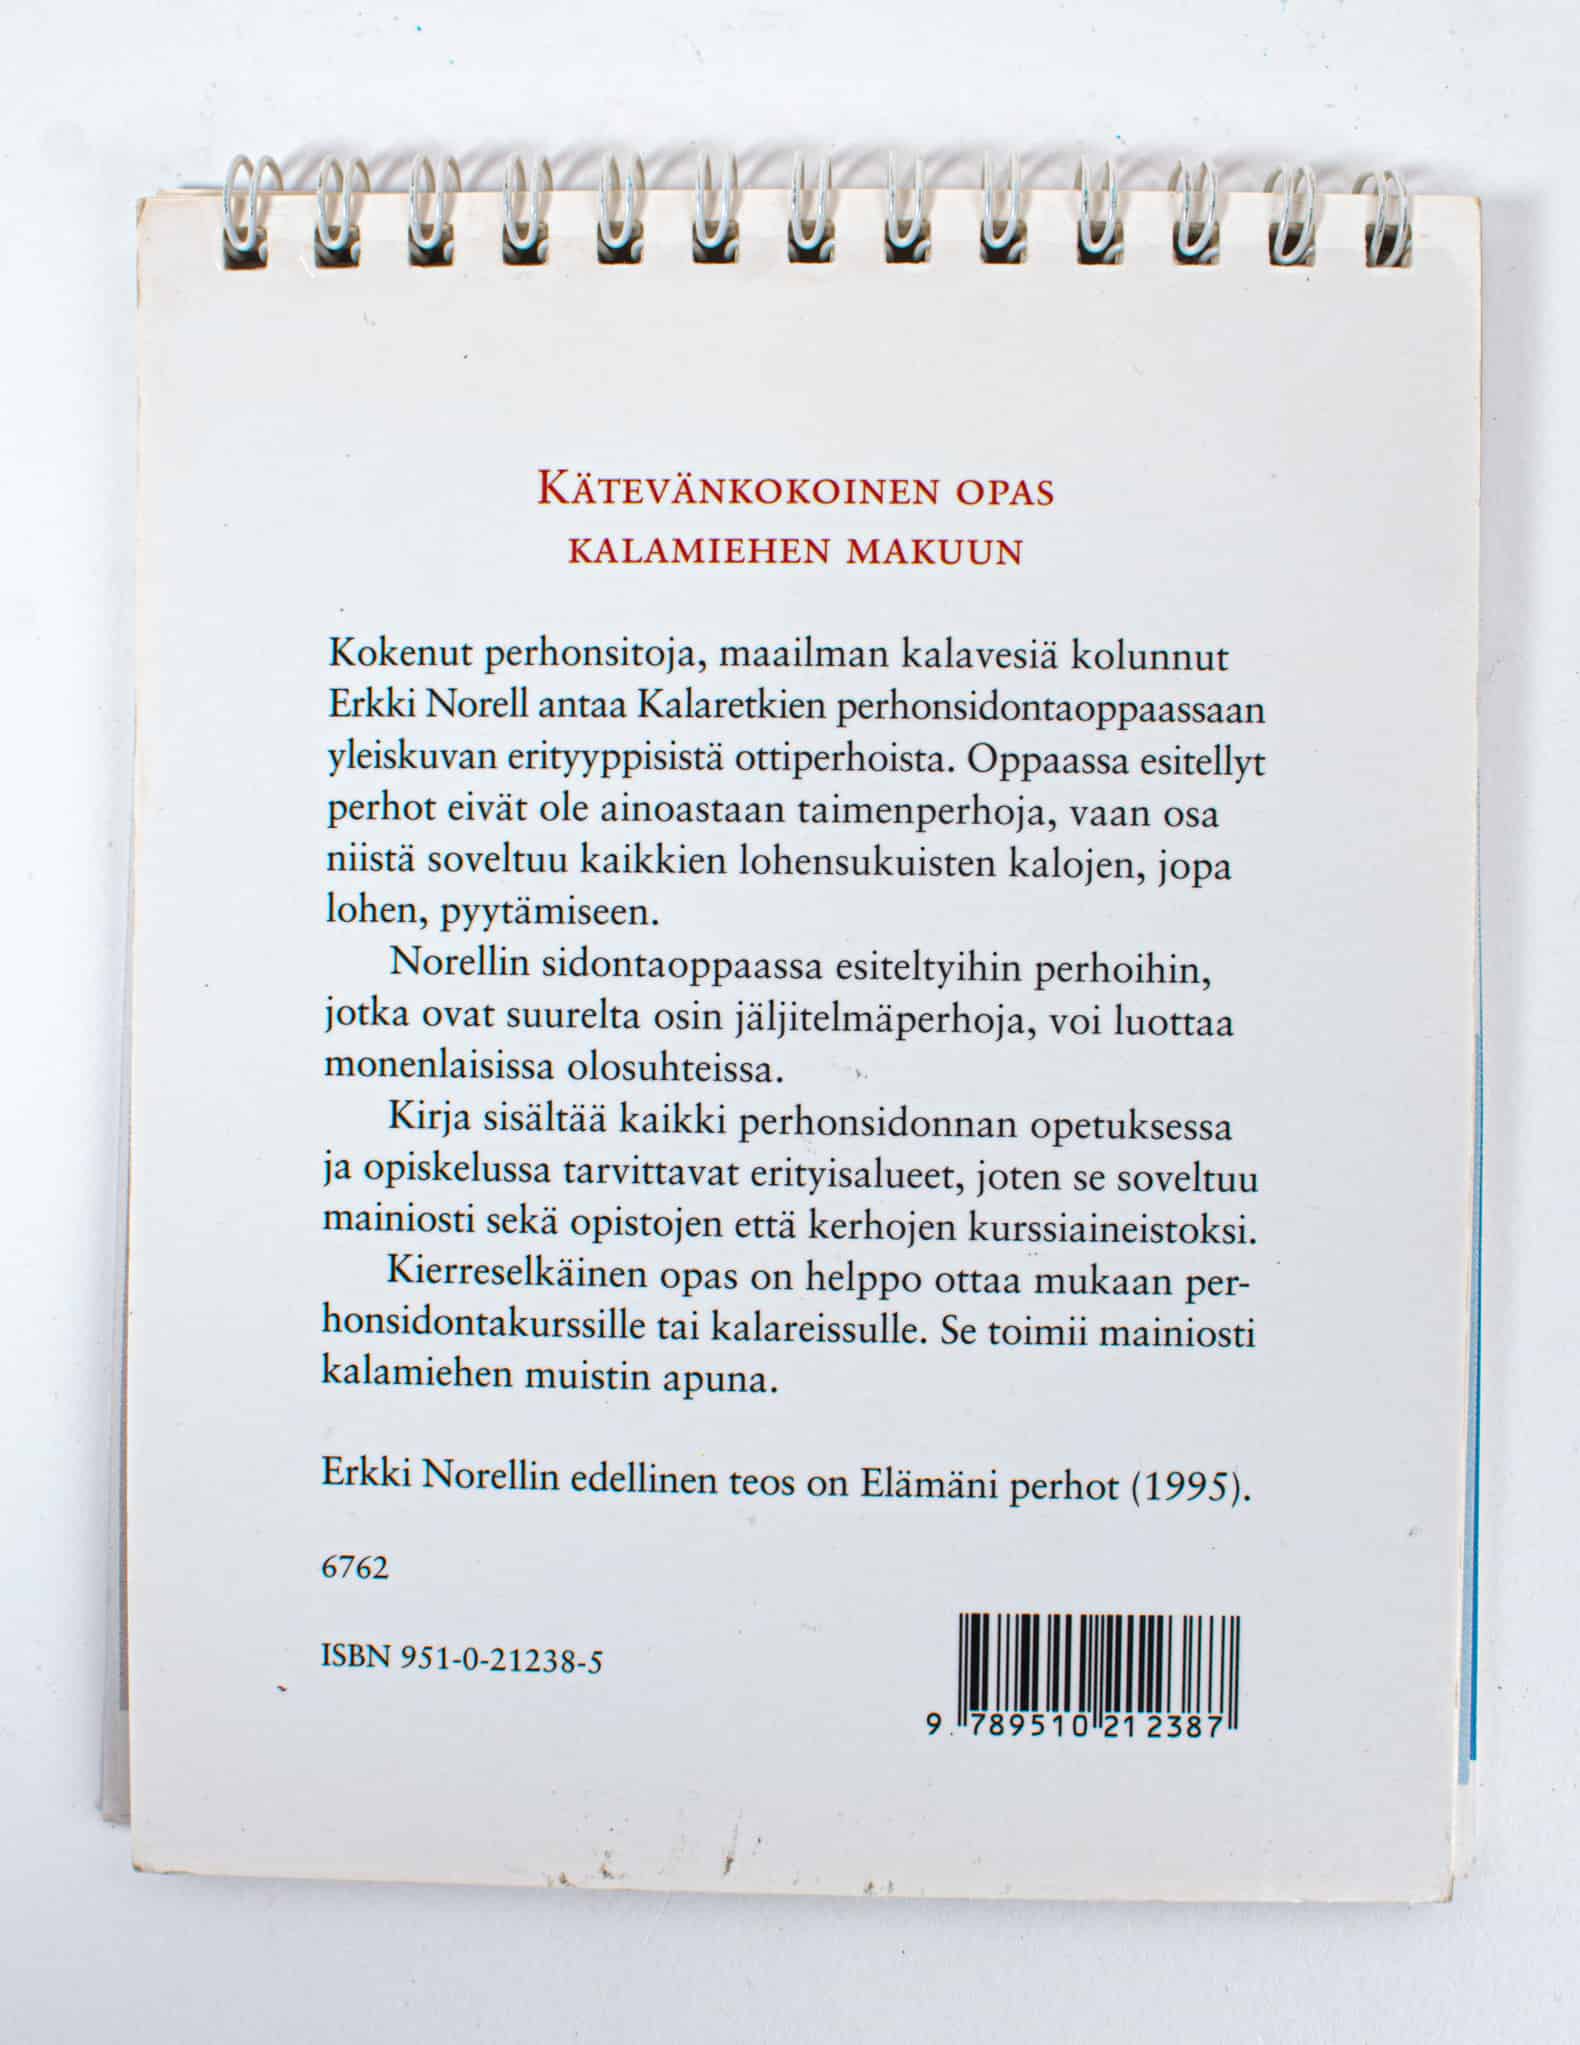 KÄTEVÄNKOKOINEN OPAS
KALAMIEHEN MAKUUN
Kokenut perhonsitoja, maailman kalavesiä kolunnut
Erkki Norell antaa Kalaretkien perhonsidontaoppaassaan
yleiskuvan erityyppisistä ottiperhoista. Oppaassa esitellyt
perhot eivät ole ainoastaan taimenperhoja, vaan osa
niistä soveltuu kaikkien lohensukuisten kalojen, jopa
lohen, pyytämiseen.
Norellin sidontaoppaassa esiteltyihin perhoihin,
jotka ovat suurelta osin jäljitelmäperhoja, voi luottaa
monenlaisissa olosuhteissa.
Kirja sisältää kaikki perhonsidonnan opetuksessa
ja opiskelussa tarvittavat erityisalueet, joten se soveltuu
mainiosti sekä opistojen että kerhojen kurssiaineistoksi.
Kierreselkäinen opas on helppo ottaa mukaan per-
honsidontakurssille tai kalareissulle. Se toimii mainiosti
kalamiehen muistin apuna.
Erkki Norellin edellinen teos on Elämäni perhot (1995).
6762
ISBN 951-0-21238-5
9 789510 212387